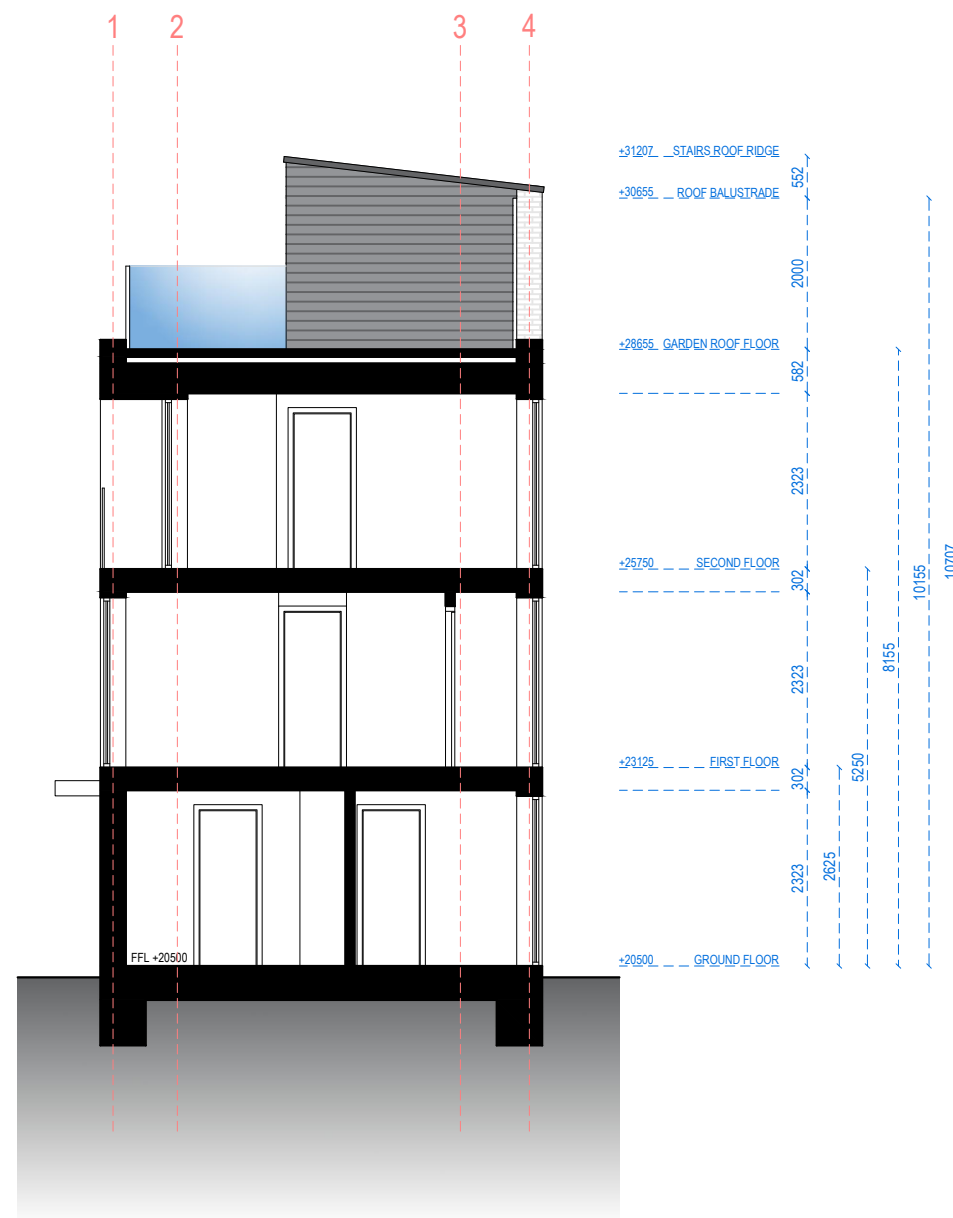 1 2 3 4
+31207 STAIRS ROOF RIDGE
552
+30655 ROOF BALUSTRADE
2000
+28655 GARDEN ROOF FLOOR
582
2323
+25750 SECOND FLOOR
302
10707
10155
8155
2323
+23125 FIRST FLOOR
302
5250
2625
2323
FFL +20500
+20500 GROUND FLOOR